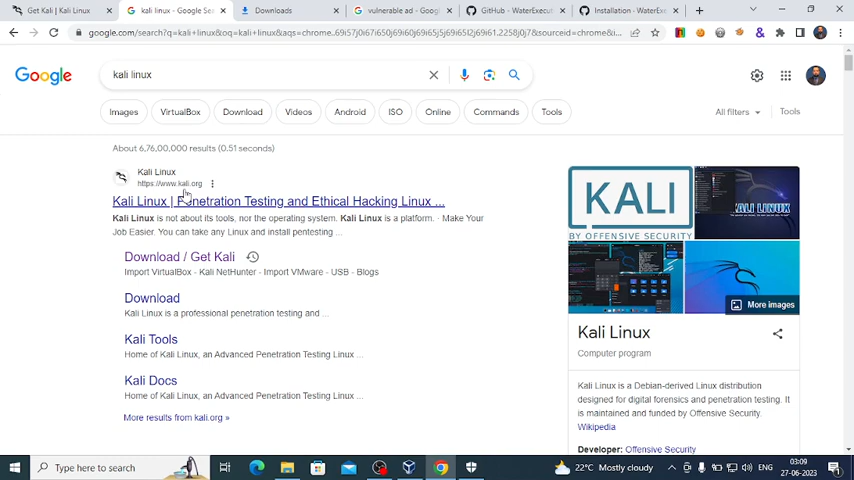 Get Kali | Kali Linux
kali linux - Google Sea
Downloads
vulnerable ad - Goog
GitHub - WaterExecut
Installation - WaterExe
google.com/search?q=kali+linux&oq=kali+linux&aqs=chrome..69i57j0i67i650j69i65j5l69i61.2258j0j7&sourceid=chrome&i...
Google
kali linux
Images
VirtualBox
Download
Videos
Android
ISO
Online
Commands
Tools
All filters
Tools
About 6,76,00,000 results (0.51 seconds)
Kali Linux
https://www.kali.org
Kali Linux | Penetration Testing and Ethical Hacking Linux ...
Kali Linux is not about its tools, nor the operating system. Kali Linux is a platform. · Make Your
Job Easier. You can take any Linux and install pentesting ...
Download / Get Kali
Import VirtualBox - Kali NetHunter - Import VMware - USB - Blogs
Download
Kali Linux is a professional penetration testing and ...
Kali Tools
Home of Kali Linux, an Advanced Penetration Testing Linux ...
Kali Docs
Home of Kali Linux, an Advanced Penetration Testing Linux ...
More results from kali.org »
KALI
BY OFFENSIVE SECURITY
KALI LINUX
More images
Kali Linux
Computer program
Kali Linux is a Debian-derived Linux distribution
designed for digital forensics and penetration testing. It
is maintained and funded by Offensive Security.
Wikipedia
Developer: Offensive Security
Type here to search
22°C Mostly cloudy
ENG
03:09
27-06-2023